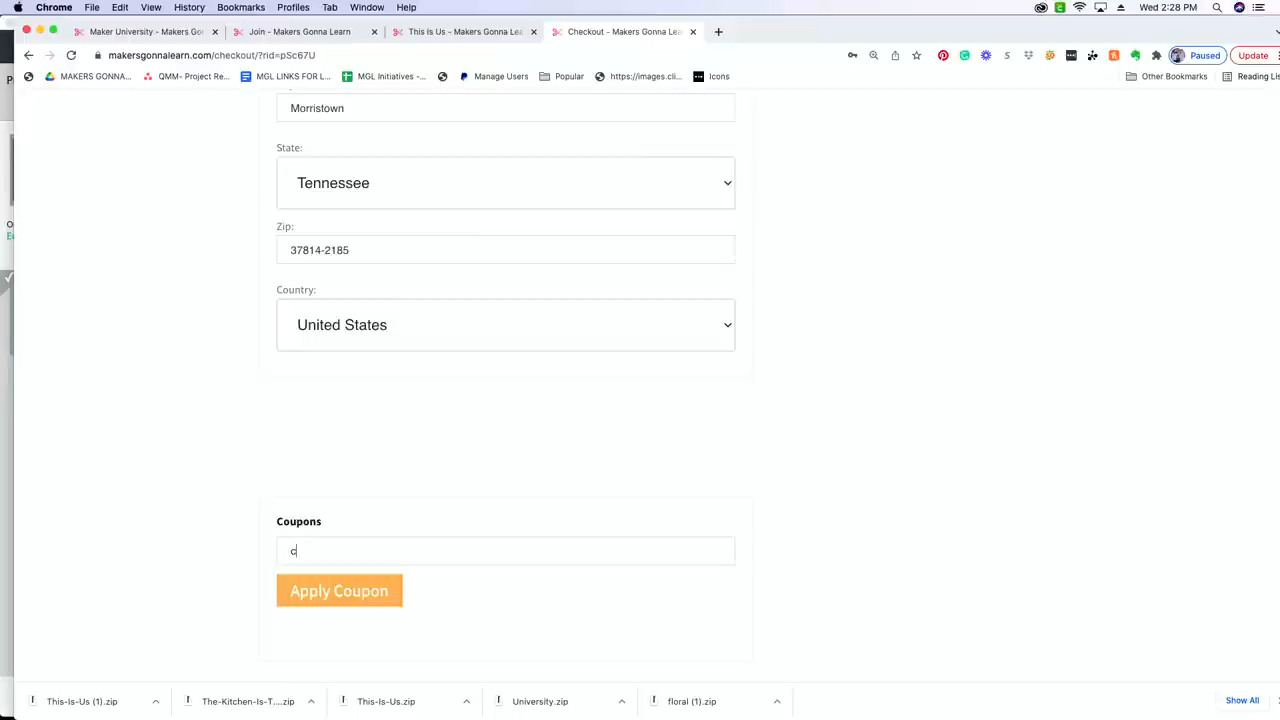 Chrome File Edit View History Bookmarks Profiles Tab Window Help Wed 2:28 PM
Maker University - Makers Go Join - Makers Gonna Learn This Is Us - Makers Gonna Lea Checkout - Makers Gonna Lea
makersgonnalearn.com/checkout/?rid=pSc67U Paused Update
MAKERS GONNA... QMM- Project Re... MGL LINKS FOR L... MGL Initiatives -... Manage Users Popular https://images.cli... Icons Other Bookmarks Reading Lis
Morristown
State:
Tennessee
Zip:
37814-2185
Country:
United States
Coupons
c
Apply Coupon
This-Is-Us (1).zip The-Kitchen-Is-T....zip This-Is-Us.zip University.zip floral (1).zip Show All